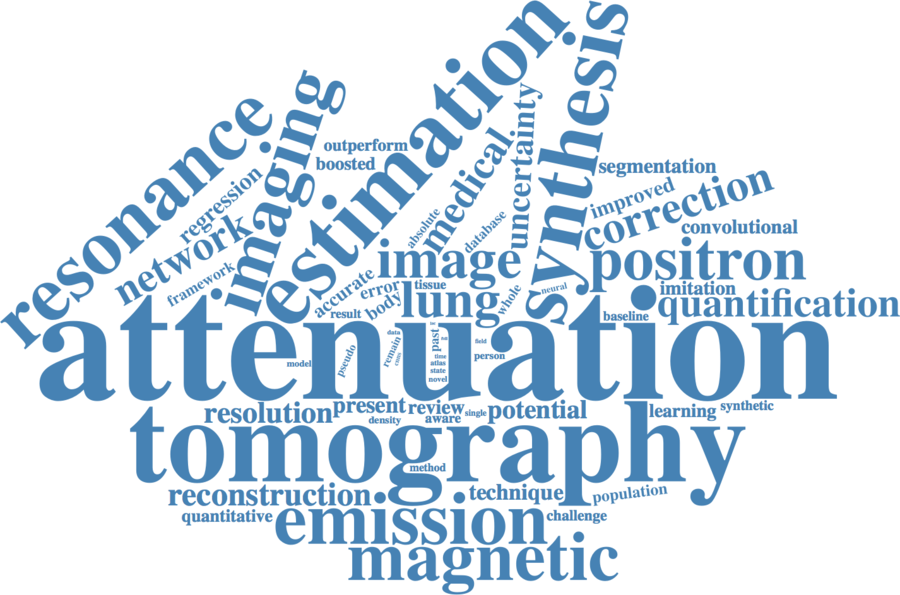 resonance
imaging
estimation
synthesis
outperform
boosted
regression
network
framework
absolute
medical
database
uncertainty
segmentation
improved
correction
convolutional
image
positron
accurate
error
tissue
body
lung
whole
neural
imitation
quantification
result
baseline
attenuation
model
pseudo
data
remain
cnns
past
time
atlas
state
novel
field
person
resolution
present
review
single
potential
learning
synthetic
density
aware
tomography
method
reconstruction
technique
population
quantitative
emission
challenge
magnetic